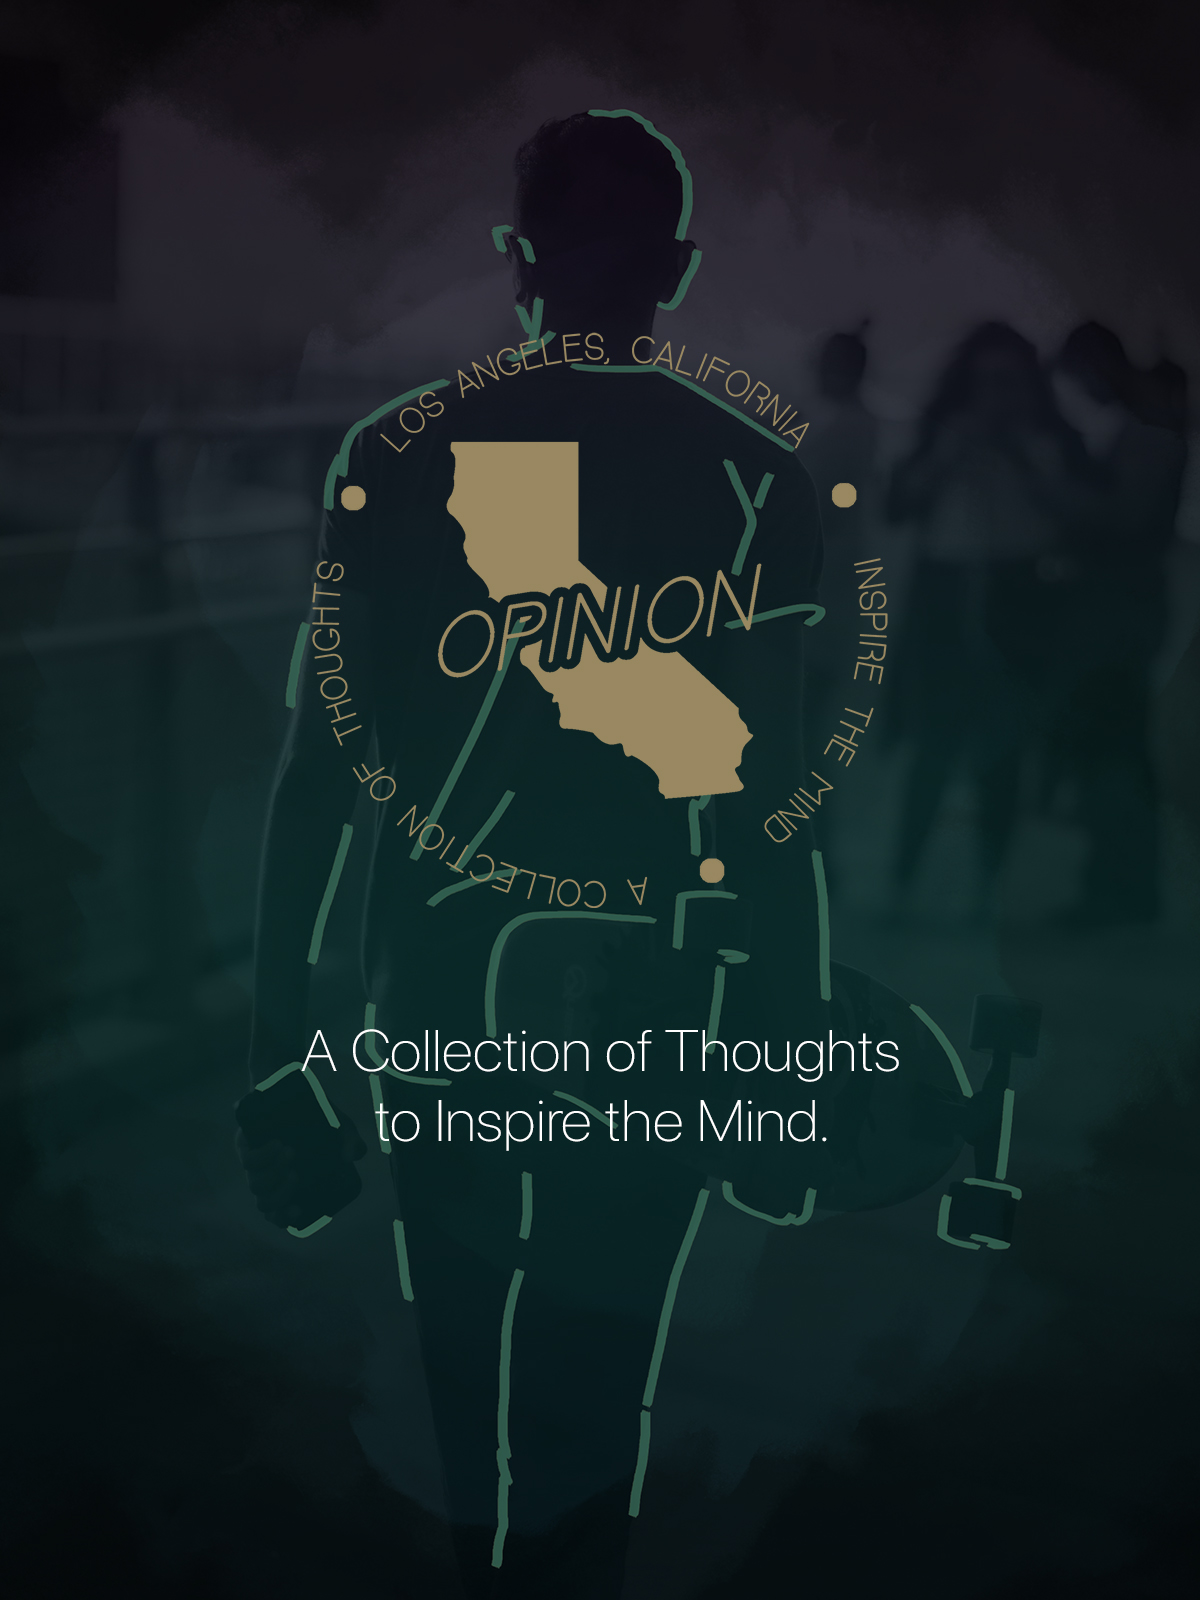 LOS ANGELES, CALIFORNIA
INSPIRE THE MIND
A COLLECTION OF THOUGHTS
OPINION
A Collection of Thoughts
to Inspire the Mind.